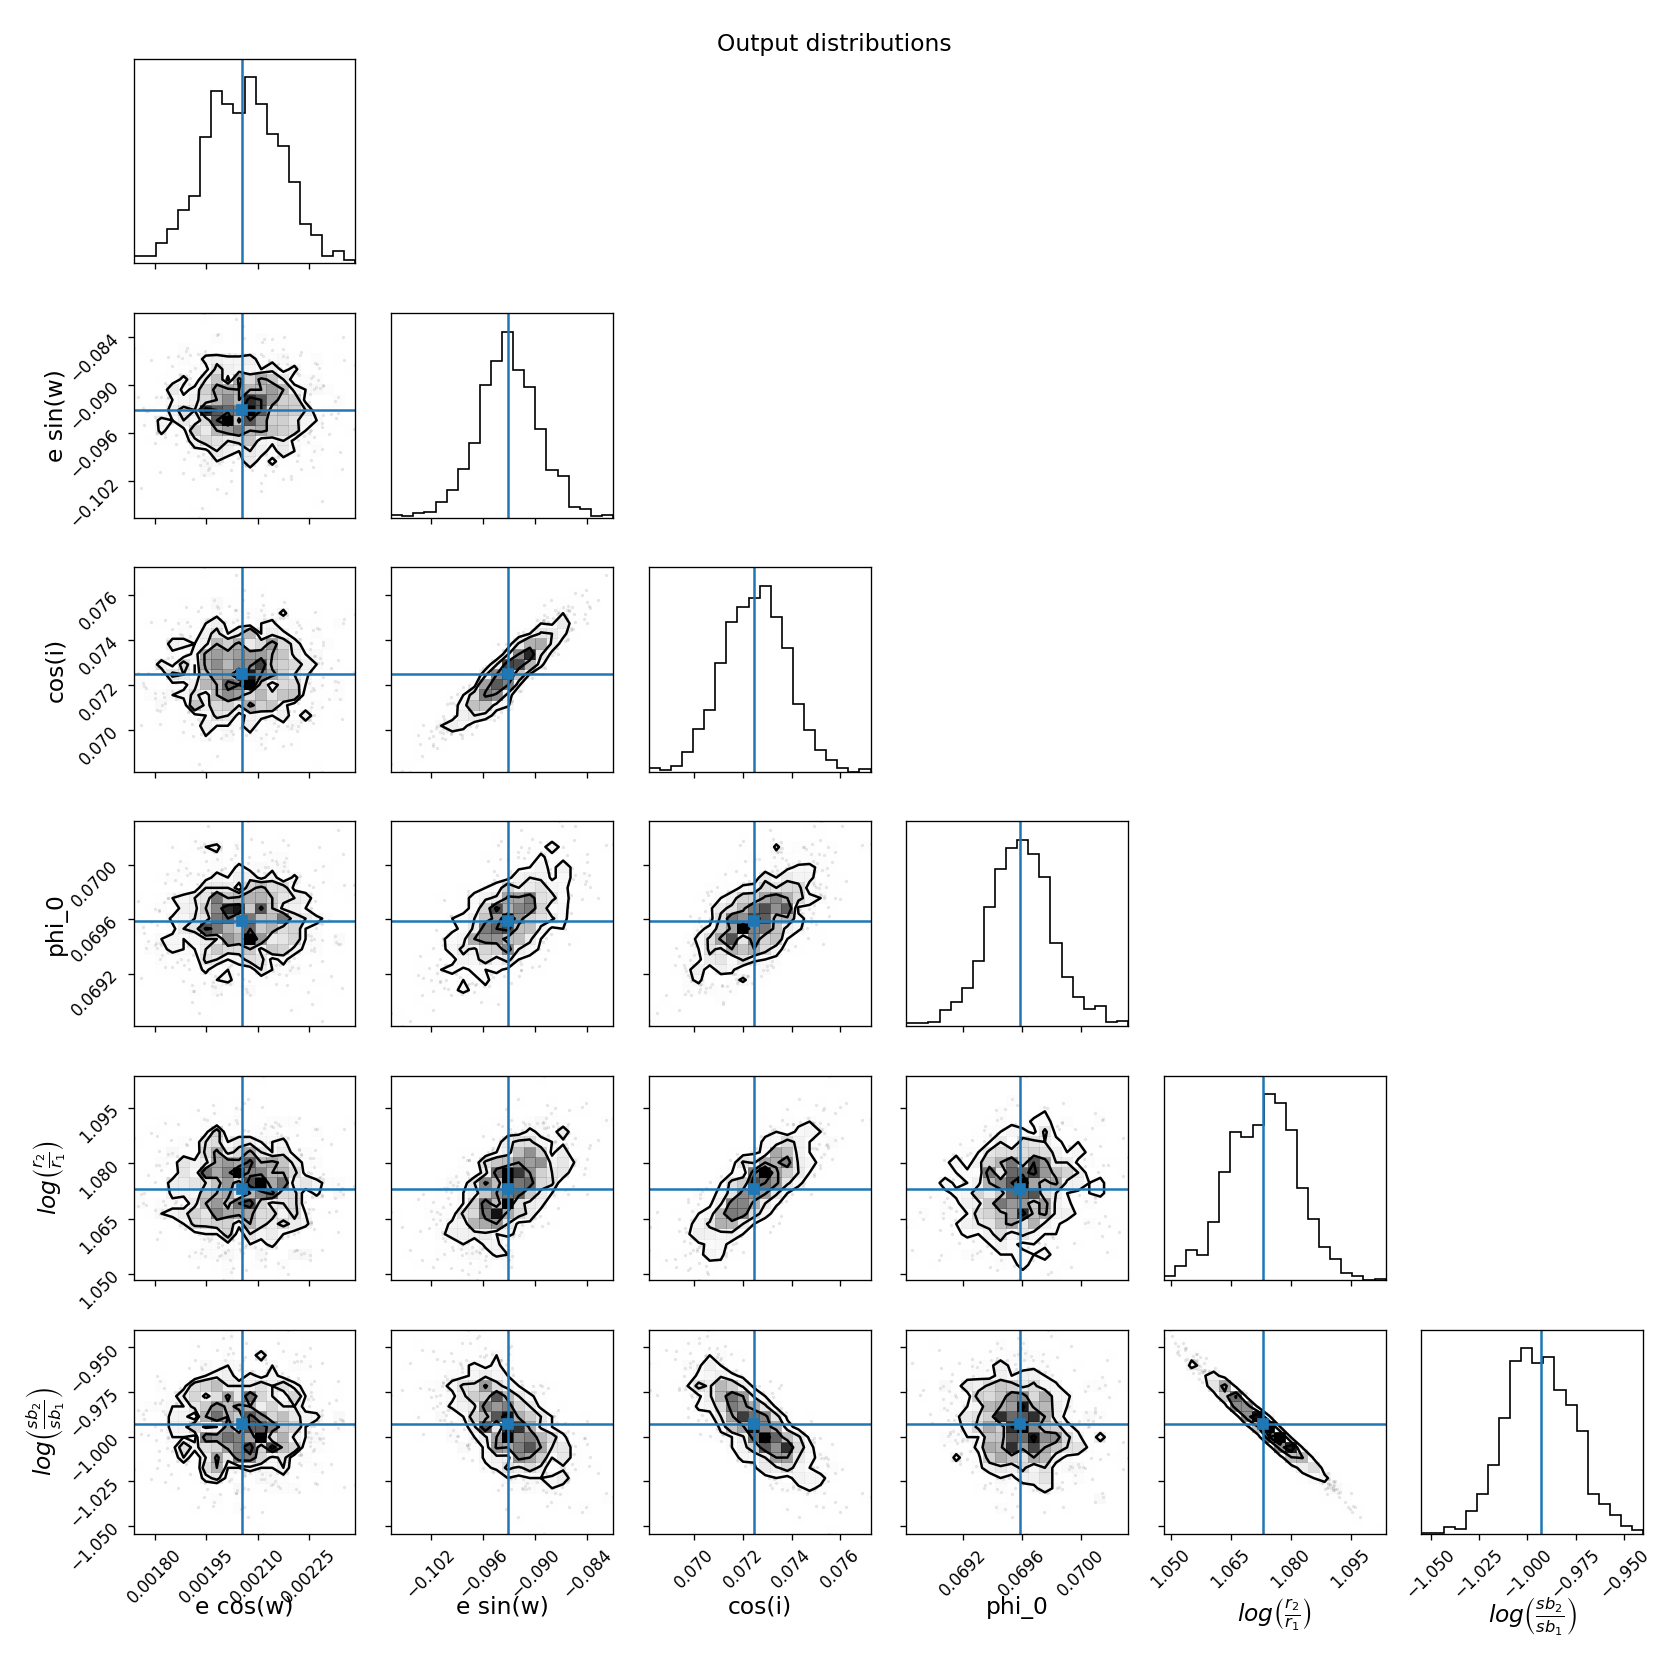 Output distributions
e sin(w)
−0.084
−0.090
−0.096
−0.102
cos(i)
0.076
0.074
0.072
0.070
phi_0
0.0700
0.0696
0.0692
log(r₂/r₁)
1.095
1.080
1.065
1.050
log(sb₂/sb₁)
−0.950
−0.975
−1.000
−1.025
−1.050
0.00180 0.00195 0.00210 0.00225
−0.102 −0.096 −0.090 −0.084
0.070 0.072 0.074 0.076
0.0692 0.0696 0.0700
1.050 1.065 1.080 1.095
−1.050 −1.025 −1.000 −0.975 −0.950
e cos(w) e sin(w) cos(i) phi_0 log(r₂/r₁) log(sb₂/sb₁)